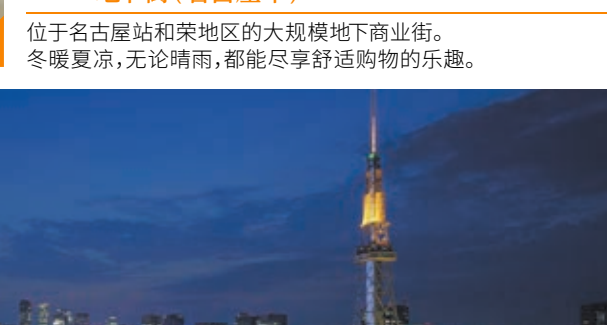 位于名古屋站和荣地区的大规模地下商业街。
冬暖夏凉,无论晴雨,都能尽享舒适购物的乐趣。